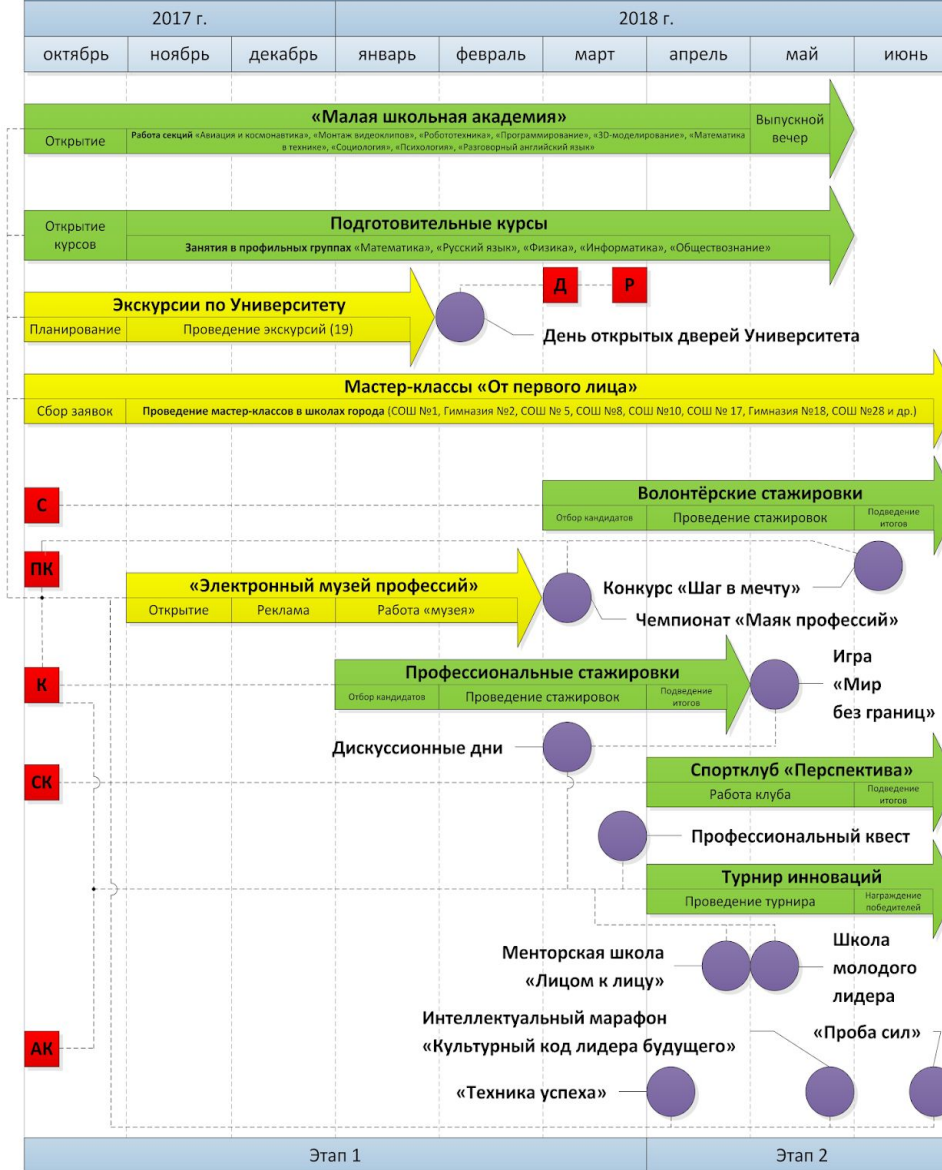 2017 г.
2018 г.
октябрь
ноябрь
декабрь
январь
февраль
март
апрель
май
июнь
«Малая школьная академия»
Открытие
Работа секций «Авиация и космонавтика», «Монтаж видеоклипов», «Робототехника», «Программирование», «3D-моделирование», «Математика
в технике», «Социология», «Психология», «Разговорный английский язык»
Выпускной
вечер
Открытие
курсов
Подготовительные курсы
Занятия в профильных группах «Математика», «Русский язык», «Физика», «Информатика», «Обществознание»
Экскурсии по Университету
Планирование
Проведение экскурсий (19)
Д
Р
День открытых дверей Университета
Мастер-классы «От первого лица»
Сбор заявок
Проведение мастер-классов в школах города (СОШ №1, Гимназия №2, СОШ № 5, СОШ №8, СОШ №10, СОШ № 17, Гимназия №18, СОШ №28 и др.)
С
Волонтёрские стажировки
Отбор кандидатов
Проведение стажировок
Подведение
итогов
ПК
«Электронный музей профессий»
Открытие
Реклама
Работа «музея»
Конкурс «Шаг в мечту»
Чемпионат «Маяк профессий»
К
Профессиональные стажировки
Отбор кандидатов
Проведение стажировок
Подведение
итогов
Игра
«Мир
без границ»
Дискуссионные дни
СК
Спортклуб «Перспектива»
Работа клуба
Подведение
итогов
Профессиональный квест
Турнир инноваций
Проведение турнира
Награждение
победителей
Менторская школа
«Лицом к лицу»
Школа
молодого
лидера
АК
Интеллектуальный марафон
«Культурный код лидера будущего»
«Проба сил»
«Техника успеха»
Этап 1
Этап 2